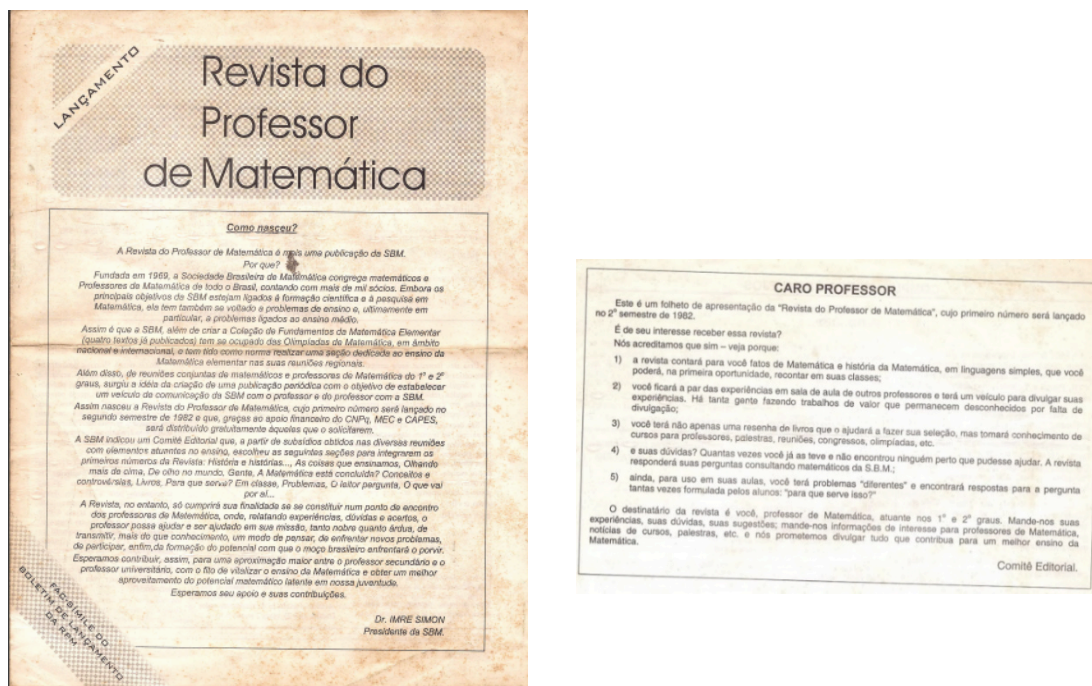 LANÇAMENTO
Revista do
Professor
de Matemática
Como nasceu?
A Revista do Professor de Matemática é mais uma publicação da SBM.
Por que?
Fundada em 1969, a Sociedade Brasileira de Matemática congrega matemáticos e
Professores de Matemática de todo o Brasil, contando com mais de mil sócios. Embora os
principais objetivos da SBM estejam ligados à formação científica e à pesquisa em
Matemática, ela tem também se voltado a problemas de ensino e, ultimamente em
particular, a problemas ligados ao ensino médio.
Assim é que a SBM, além de criar a Coleção de Fundamentos da Matemática Elementar
(quatro textos já publicados) tem se ocupado das Olimpíadas de Matemática, em âmbito
nacional e internacional, e tem tido como norma realizar uma seção dedicada ao ensino da
Matemática elementar nas suas reuniões regionais.
Além disso, de reuniões conjuntas de matemáticos e professores de Matemática do 1º e 2º
graus, surgiu a idéia da criação de uma publicação periódica com o objetivo de estabelecer
um veículo de comunicação da SBM com o professor e do professor com a SBM.
Assim nasceu a Revista do Professor de Matemática, cujo primeiro número será lançado no
segundo semestre de 1982 e que, graças ao apoio financeiro do CNPq, MEC e CAPES,
será distribuído gratuitamente àqueles que o solicitarem.
A SBM indicou um Comitê Editorial que, a partir de subsídios obtidos nas diversas reuniões
com elementos atuantes no ensino, escolheu as seguintes seções para integrarem os
primeiros números da Revista: História e histórias..., As coisas que ensinamos, Olhando
mais de cima, De olho no mundo, Gente, A Matemática está concluída? Conceitos e
controvérsias, Livros, Para que serve? Em classe, Problemas, O leitor pergunta, O que vai
por aí...
A Revista, no entanto, só cumprirá sua finalidade se se constituir num ponto de encontro
dos professores de Matemática, onde, relatando experiências, dúvidas e acertos, o
professor possa ajudar e ser ajudado em sua missão, tanto nobre quanto árdua, de
transmitir, mais do que conhecimento, um modo de pensar, de enfrentar novos problemas,
de participar, enfim, da formação do potencial com que o moço brasileiro enfrentará o porvir.
Esperamos contribuir, assim, para uma aproximação maior entre o professor secundário e o
professor universitário, com o fito de vitalizar o ensino da Matemática e obter um melhor
aproveitamento do potencial matemático latente em nossa juventude.
Esperamos seu apoio e suas contribuições.
Dr. IMRE SIMON
Presidente da SBM.
FAC-SIMILE DO
BOLETIM DE LANÇAMENTO
DA RPM
CARO PROFESSOR
Este é um folheto de apresentação da "Revista do Professor de Matemática", cujo primeiro número será lançado
no 2º semestre de 1982.
É de seu interesse receber essa revista?
Nós acreditamos que sim – veja porque:
1) a revista contará para você fatos de Matemática e história da Matemática, em linguagens simples, que você
poderá, na primeira oportunidade, recontar em suas classes;
2) você ficará a par das experiências em sala de aula de outros professores e terá um veículo para divulgar suas
experiências. Há tanta gente fazendo trabalhos de valor que permanecem desconhecidos por falta de
divulgação;
3) você terá não apenas uma resenha de livros que o ajudará a fazer sua seleção, mas tomará conhecimento de
cursos para professores, palestras, reuniões, congressos, olimpíadas, etc.
4) e suas dúvidas? Quantas vezes você já as teve e não encontrou ninguém perto que pudesse ajudar. A revista
responderá suas perguntas consultando matemáticos da S.B.M.;
5) ainda, para uso em suas aulas, você terá problemas "diferentes" e encontrará respostas para a pergunta
tantas vezes formulada pelos alunos: "para que serve isso?"
O destinatário da revista é você, professor de Matemática, atuante nos 1º e 2º graus. Mande-nos suas
experiências, suas dúvidas, suas sugestões; mande-nos informações de interesse para professores de Matemática,
notícias de cursos, palestras, etc. e nós prometemos divulgar tudo que contribua para um melhor ensino da
Matemática.
Comitê Editorial.